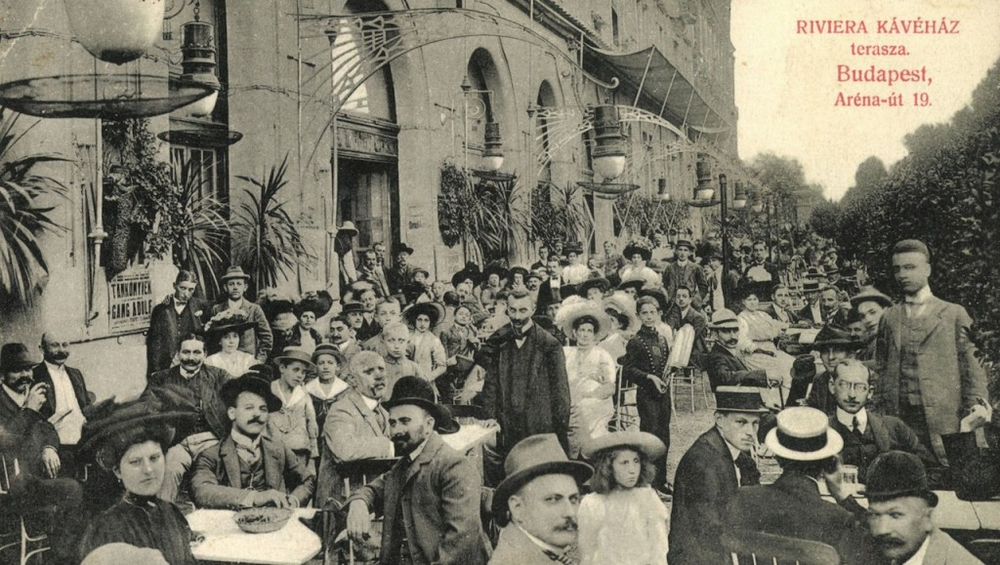 RIVIERA KÁVÉHÁZ
terasza.
Budapest,
Aréna-út 19.
TANKÖNYVEK
GANG ADOLF